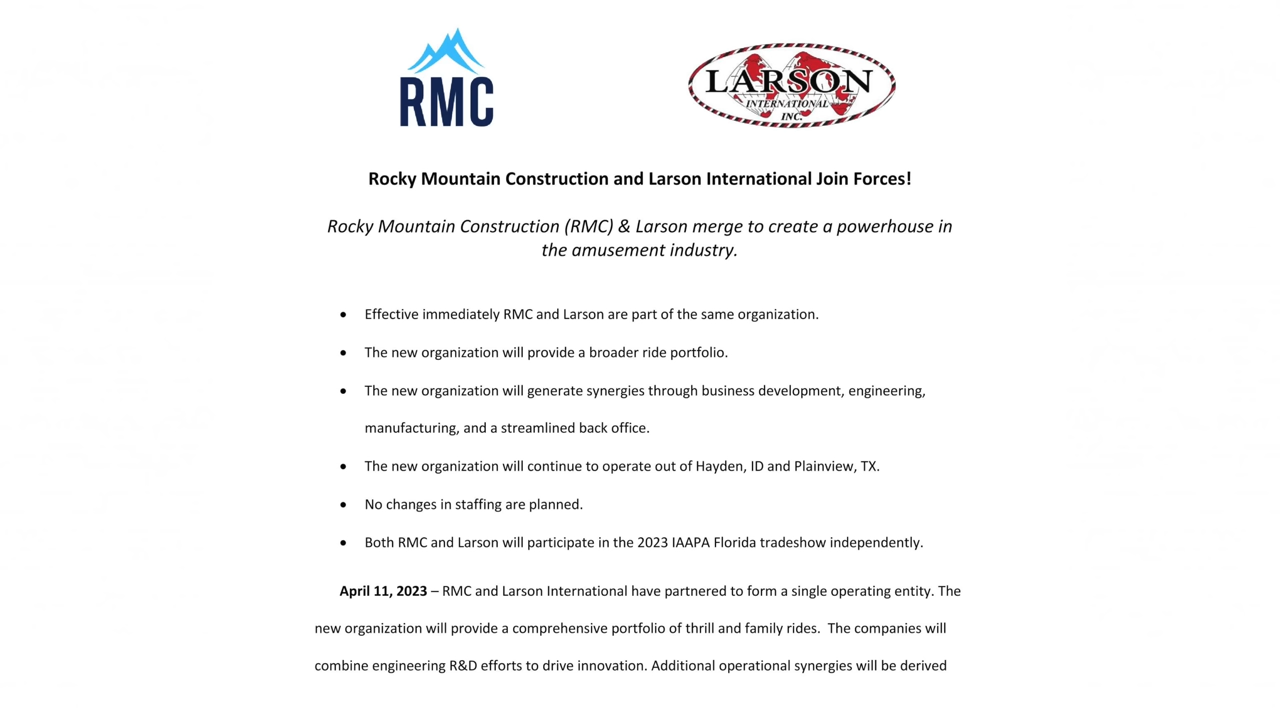 RMC
LARSON
INTERNATIONAL
INC.
Rocky Mountain Construction and Larson International Join Forces!
Rocky Mountain Construction (RMC) & Larson merge to create a powerhouse in
the amusement industry.
• Effective immediately RMC and Larson are part of the same organization.
• The new organization will provide a broader ride portfolio.
• The new organization will generate synergies through business development, engineering,
manufacturing, and a streamlined back office.
• The new organization will continue to operate out of Hayden, ID and Plainview, TX.
• No changes in staffing are planned.
• Both RMC and Larson will participate in the 2023 IAAPA Florida tradeshow independently.
April 11, 2023 – RMC and Larson International have partnered to form a single operating entity. The
new organization will provide a comprehensive portfolio of thrill and family rides.  The companies will
combine engineering R&D efforts to drive innovation. Additional operational synergies will be derived